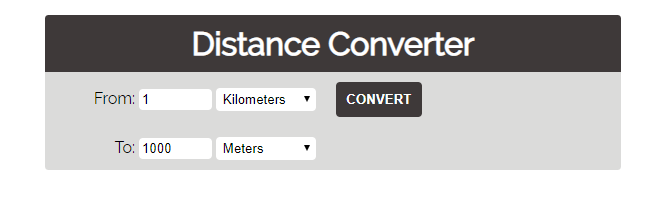 Distance Converter
From: 1 Kilometers CONVERT
To: 1000 Meters